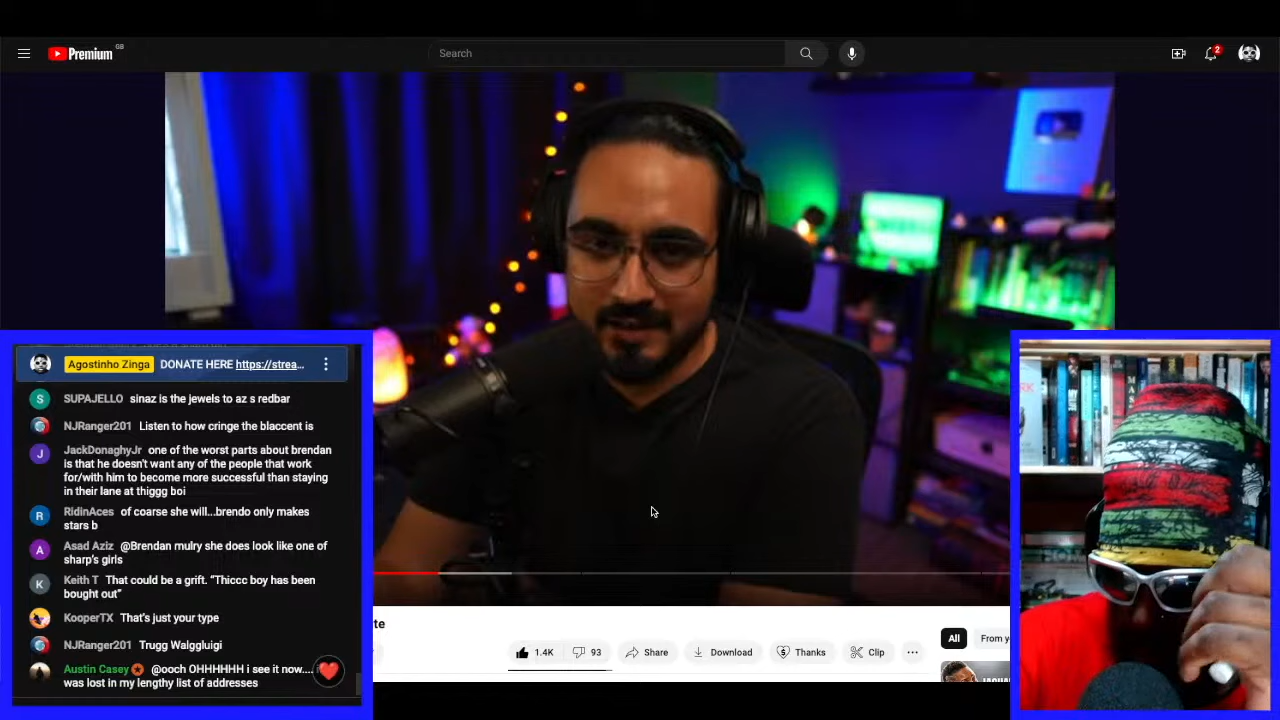 Premium GB
Search
2
Agostinho Zinga DONATE HERE https://strea...
S SUPAJELLO sinaz is the jewels to az s redbar
NJRanger201 Listen to how cringe the blaccent is
J JackDonaghyJr one of the worst parts about brendan
is that he doesn't want any of the people that work
for/with him to become more successful than staying
in their lane at thiggg boi
R RidinAces of coarse she will...brendo only makes
stars b
A Asad Aziz @Brendan mulry she does look like one of
sharp's girls
K Keith T That could be a grift. “Thiccc boy has been
bought out”
KooperTX That's just your type
NJRanger201 Trugg Walggluigi
Austin Casey @ooch OHHHHHH i see it now....
was lost in my lengthy list of addresses
te
1.4K 93 Share Download Thanks Clip ...
All From y